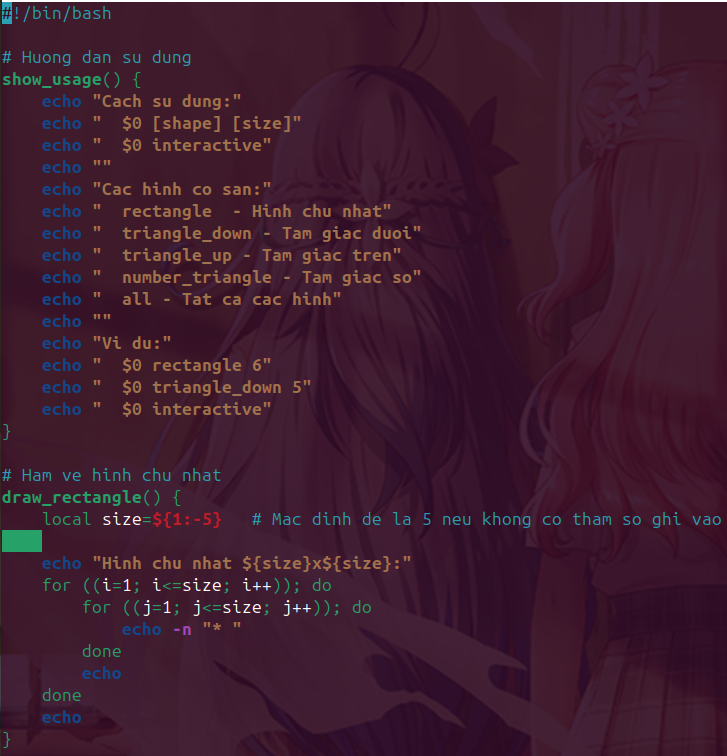 #!/bin/bash

# Huong dan su dung
show_usage() {
    echo "Cach su dung:"
    echo "  $0 [shape] [size]"
    echo "  $0 interactive"
    echo ""
    echo "Cac hinh co san:"
    echo "  rectangle  - Hinh chu nhat"
    echo "  triangle_down - Tam giac duoi"
    echo "  triangle_up - Tam giac tren"
    echo "  number_triangle - Tam giac so"
    echo "  all - Tat ca cac hinh"
    echo ""
    echo "Vi du:"
    echo "  $0 rectangle 6"
    echo "  $0 triangle_down 5"
    echo "  $0 interactive"
}

# Ham ve hinh chu nhat
draw_rectangle() {
    local size=${1:-5}   # Mac dinh de la 5 neu khong co tham so ghi vao

    echo "Hinh chu nhat ${size}x${size}:"
    for ((i=1; i<=size; i++)); do
        for ((j=1; j<=size; j++)); do
            echo -n "* "
        done
        echo
    done
    echo
}